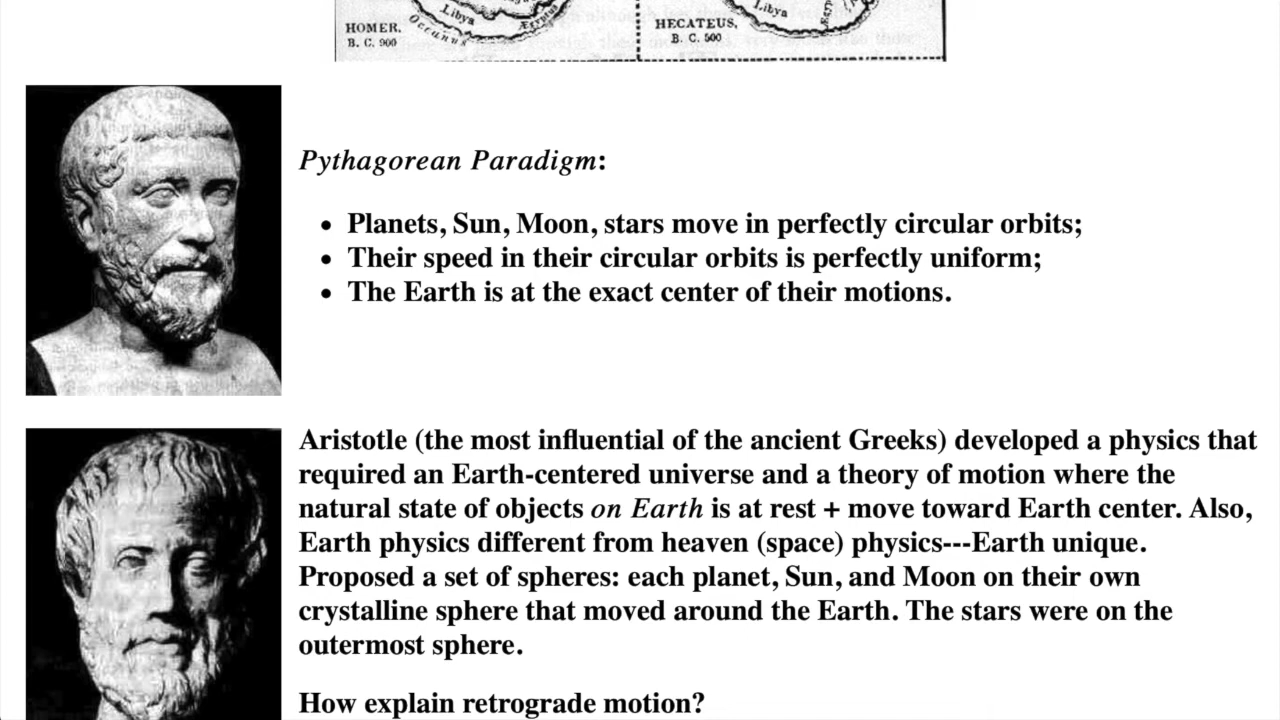 Libya
Ægyptus
HOMER.
B. C. 900
Oceanus
Libya
HECATEUS,
B. C. 500
Pythagorean Paradigm:
• Planets, Sun, Moon, stars move in perfectly circular orbits;
• Their speed in their circular orbits is perfectly uniform;
• The Earth is at the exact center of their motions.
Aristotle (the most influential of the ancient Greeks) developed a physics that
required an Earth-centered universe and a theory of motion where the
natural state of objects on Earth is at rest + move toward Earth center. Also,
Earth physics different from heaven (space) physics---Earth unique.
Proposed a set of spheres: each planet, Sun, and Moon on their own
crystalline sphere that moved around the Earth. The stars were on the
outermost sphere.
How explain retrograde motion?